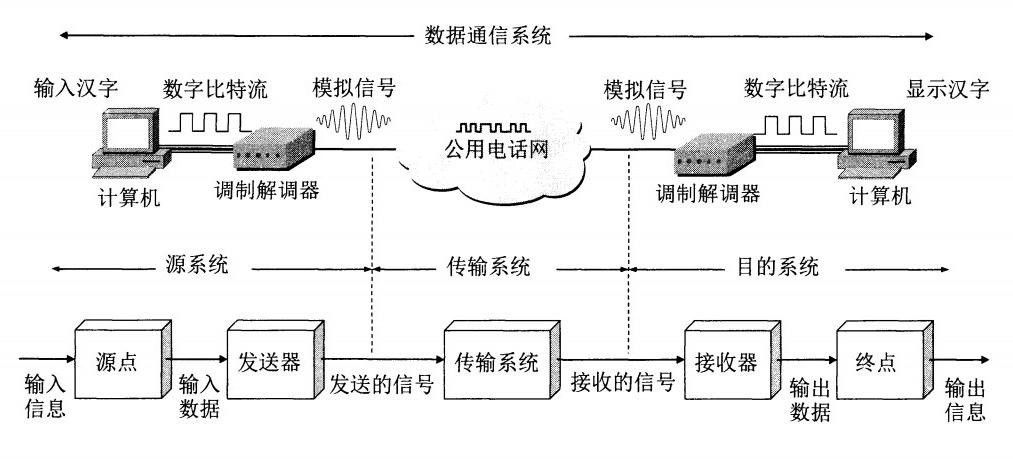 数据通信系统
输入汉字
数字比特流
模拟信号
模拟信号
数字比特流
显示汉字
公用电话网
计算机
调制解调器
调制解调器
计算机
源系统
传输系统
目的系统
源点
发送器
传输系统
接收器
终点
输入
信息
输入
数据
发送的信号
接收的信号
输出
数据
输出
信息